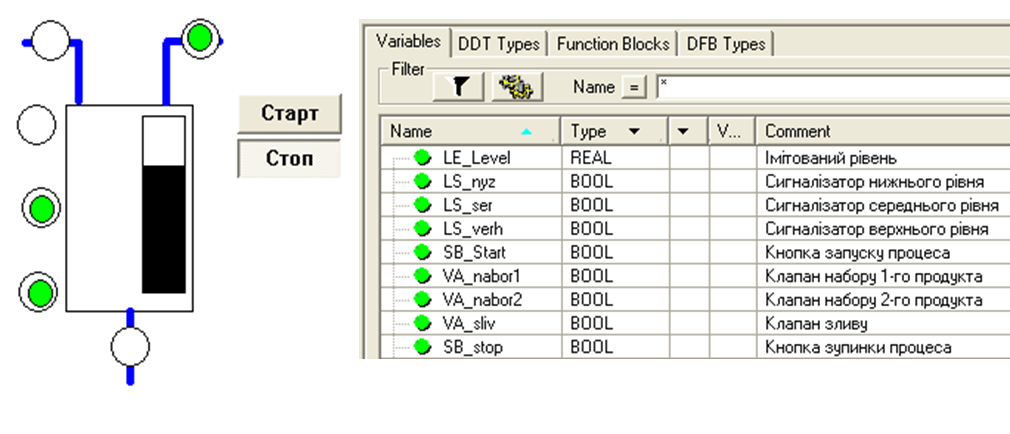 Старт
Стоп
Variables DDT Types Function Blocks DFB Types
Filter
Name = *
Name Type V... Comment
LE_Level REAL Імітований рівень
LS_nyz BOOL Сигналізатор нижнього рівня
LS_ser BOOL Сигналізатор середнього рівня
LS_verh BOOL Сигналізатор верхнього рівня
SB_Start BOOL Кнопка запуску процеса
VA_nabor1 BOOL Клапан набору 1-го продукта
VA_nabor2 BOOL Клапан набору 2-го продукта
VA_sliv BOOL Клапан зливу
SB_stop BOOL Кнопка зупинки процеса